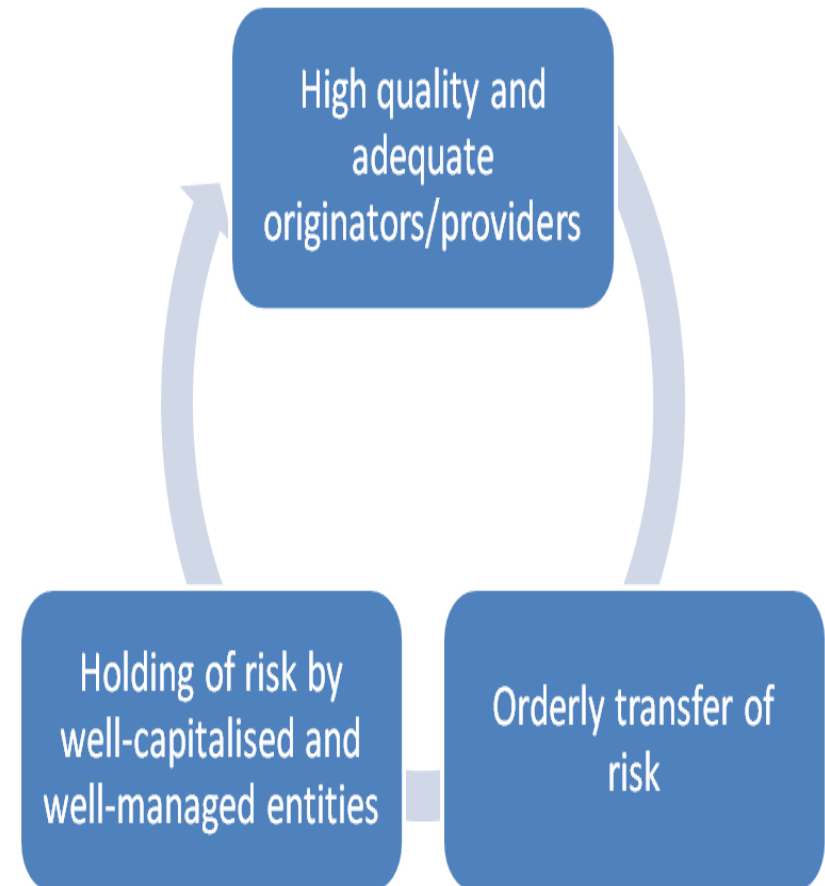 High quality and
adequate
originators/providers
Holding of risk by
well-capitalised and
well-managed entities
Orderly transfer of
risk